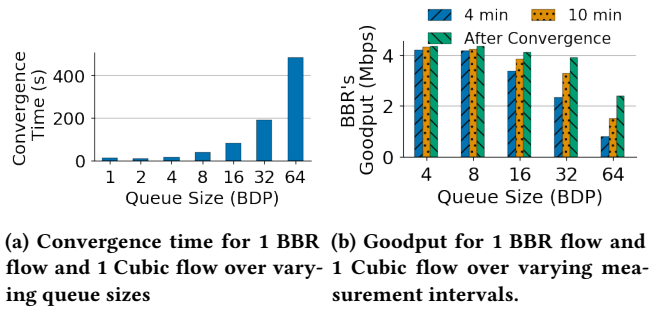 Convergence
Time (s)
400
200
0
1 2 4 8 16 32 64
Queue Size (BDP)
4 min 10 min
After Convergence
BBR's
Goodput (Mbps)
4
2
0
4 8 16 32 64
Queue Size (BDP)
(a) Convergence time for 1 BBR
flow and 1 Cubic flow over vary-
ing queue sizes
(b) Goodput for 1 BBR flow and
1 Cubic flow over varying mea-
surement intervals.